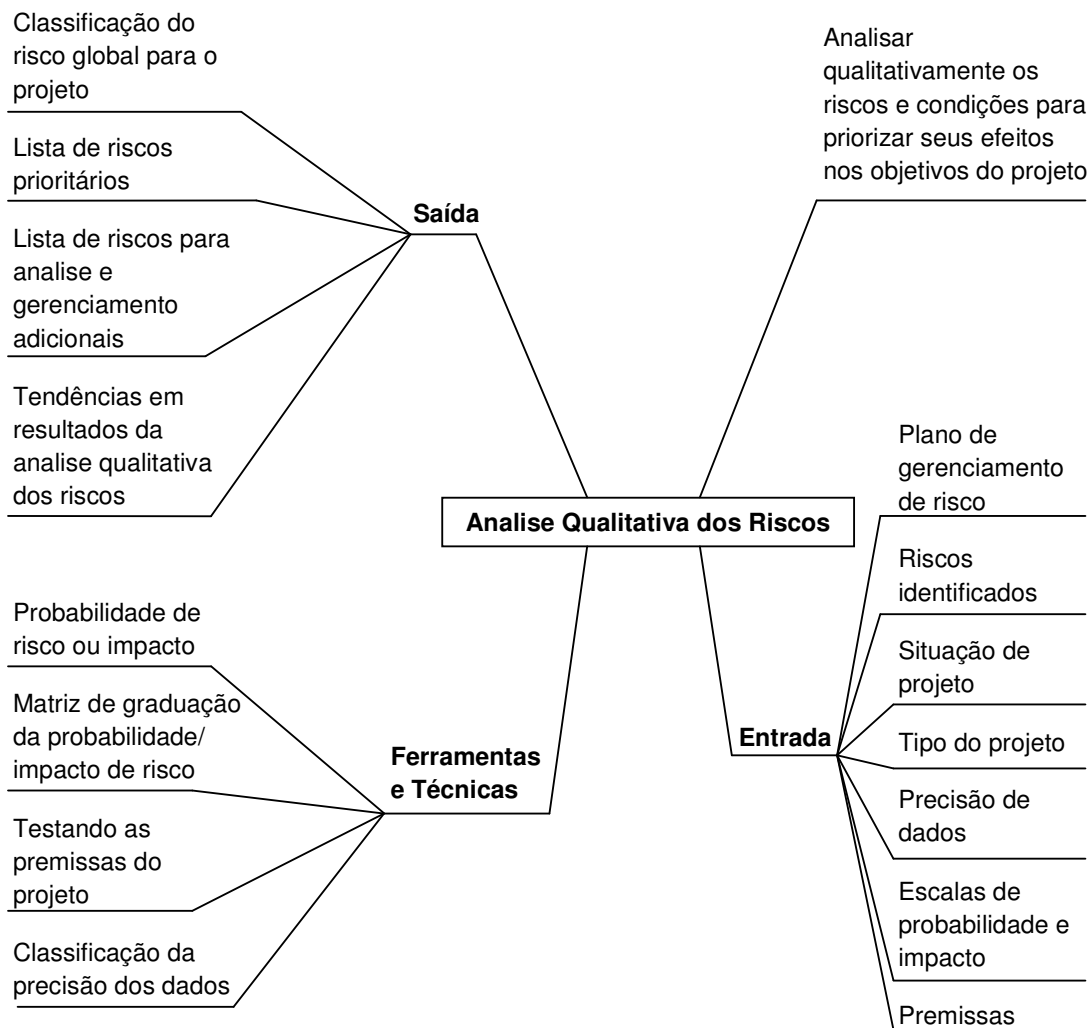 Classificação do
risco global para o
projeto
Lista de riscos
prioritários
Lista de riscos para
analise e
gerenciamento
adicionais
Tendências em
resultados da
analise qualitativa
dos riscos
Saída
Analisar
qualitativamente os
riscos e condições para
priorizar seus efeitos
nos objetivos do projeto
Analise Qualitativa dos Riscos
Probabilidade de
risco ou impacto
Matriz de graduação
da probabilidade/
impacto de risco
Testando as
premissas do
projeto
Classificação da
precisão dos dados
Ferramentas
e Técnicas
Entrada
Plano de
gerenciamento
de risco
Riscos
identificados
Situação de
projeto
Tipo do projeto
Precisão de
dados
Escalas de
probabilidade e
impacto
Premissas